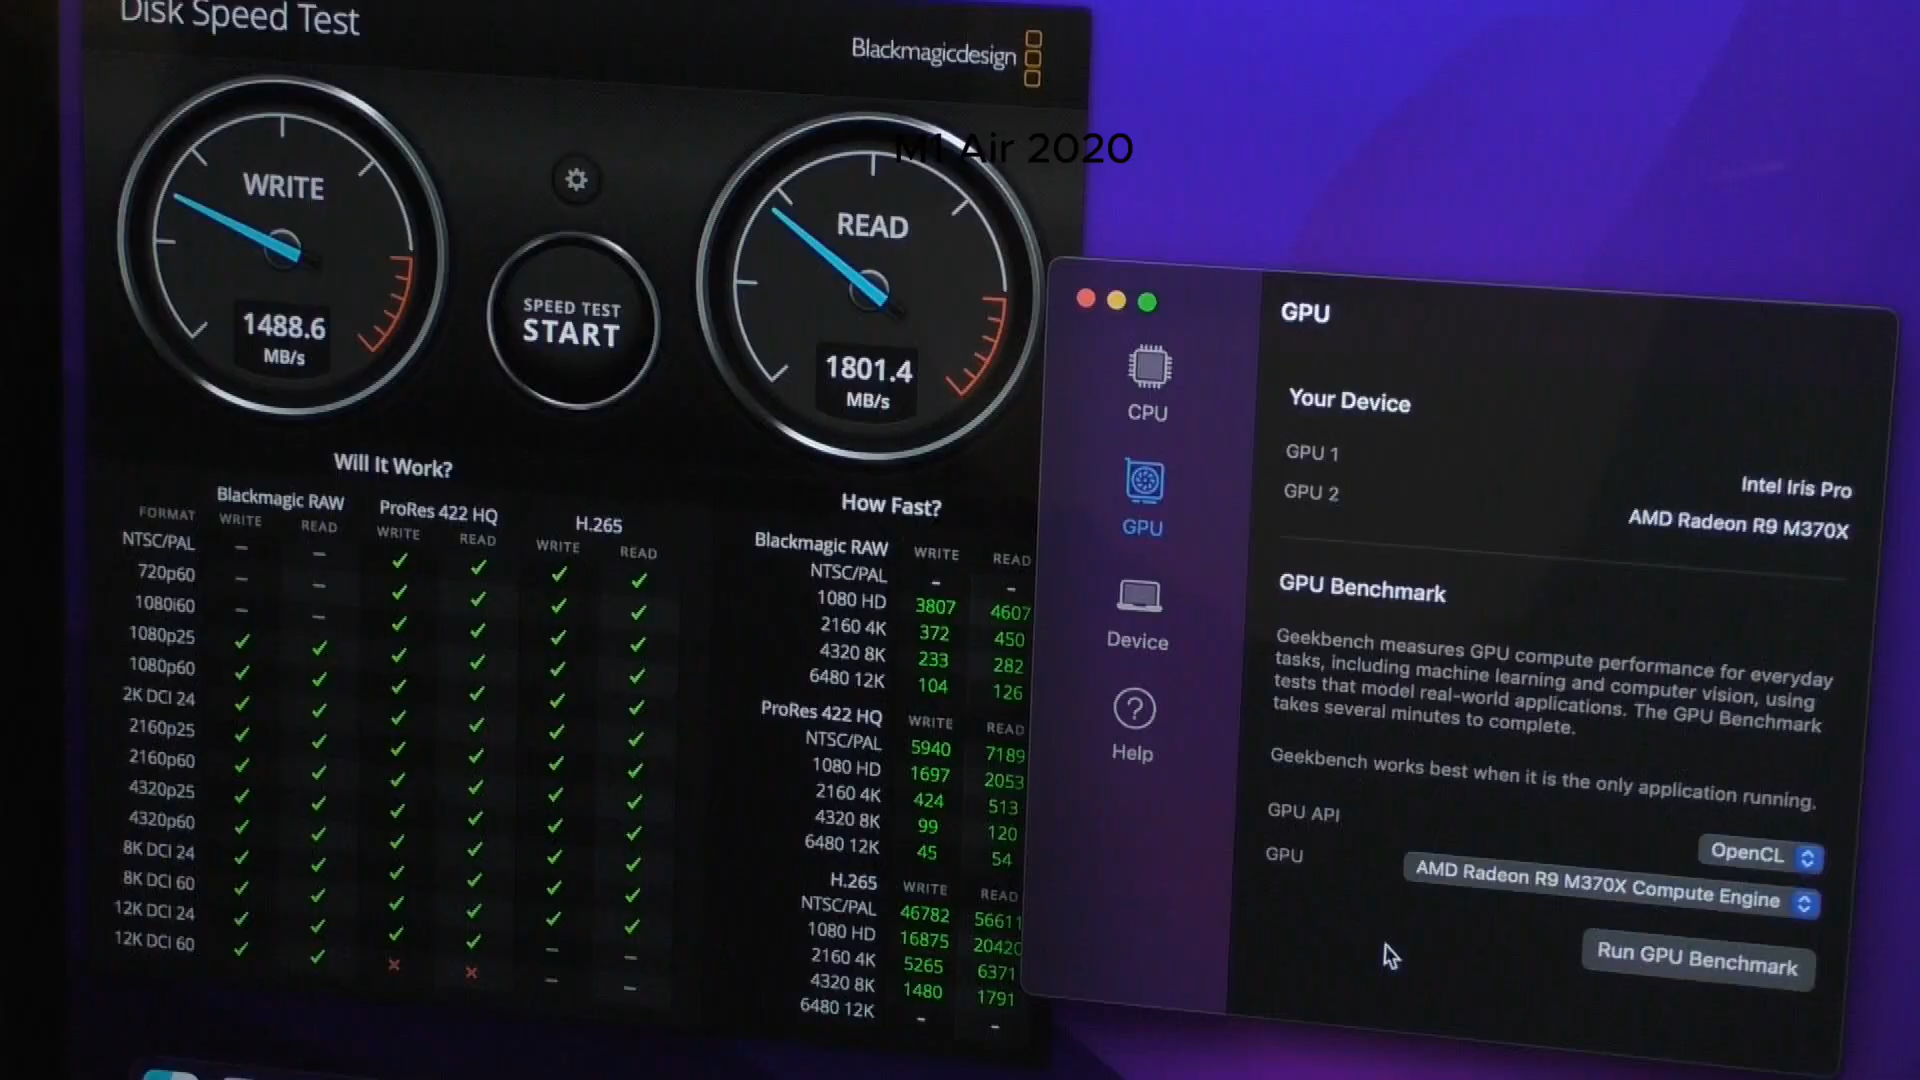 Disk Speed Test
Blackmagicdesign
M1 Air 2020
WRITE
1488.6
MB/s
SPEED TEST
START
READ
1801.4
MB/s
Will It Work?
Blackmagic RAW ProRes 422 HQ H.265
FORMAT WRITE READ WRITE READ WRITE READ
NTSC/PAL – – ✓ ✓ ✓ ✓
720p60 – – ✓ ✓ ✓ ✓
1080i60 – – ✓ ✓ ✓ ✓
1080p25 ✓ ✓ ✓ ✓ ✓ ✓
1080p60 ✓ ✓ ✓ ✓ ✓ ✓
2K DCI 24 ✓ ✓ ✓ ✓ ✓ ✓
2160p25 ✓ ✓ ✓ ✓ ✓ ✓
2160p60 ✓ ✓ ✓ ✓ ✓ ✓
4320p25 ✓ ✓ ✓ ✓ ✓ ✓
4320p60 ✓ ✓ ✓ ✓ ✓ ✓
8K DCI 24 ✓ ✓ ✓ ✓ ✓ ✓
8K DCI 60 ✓ ✓ ✓ ✓ ✓ ✓
12K DCI 24 ✓ ✓ ✓ ✓ – –
12K DCI 60 ✓ ✓ × × – –
How Fast?
Blackmagic RAW WRITE READ
NTSC/PAL – –
1080 HD 3807 4607
2160 4K 372 450
4320 8K 233 282
6480 12K 104 126
ProRes 422 HQ WRITE READ
NTSC/PAL 5940 7189
1080 HD 1697 2053
2160 4K 424 513
4320 8K 99 120
6480 12K 45 54
H.265 WRITE READ
NTSC/PAL 46782 56611
1080 HD 16875 20420
2160 4K 5265 6371
4320 8K 1480 1791
6480 12K – –
CPU
GPU
Device
Help
GPU
Your Device
GPU 1 Intel Iris Pro
GPU 2 AMD Radeon R9 M370X
GPU Benchmark
Geekbench measures GPU compute performance for everyday
tasks, including machine learning and computer vision, using
tests that model real-world applications. The GPU Benchmark
takes several minutes to complete.
Geekbench works best when it is the only application running.
GPU API OpenCL
GPU AMD Radeon R9 M370X Compute Engine
Run GPU Benchmark